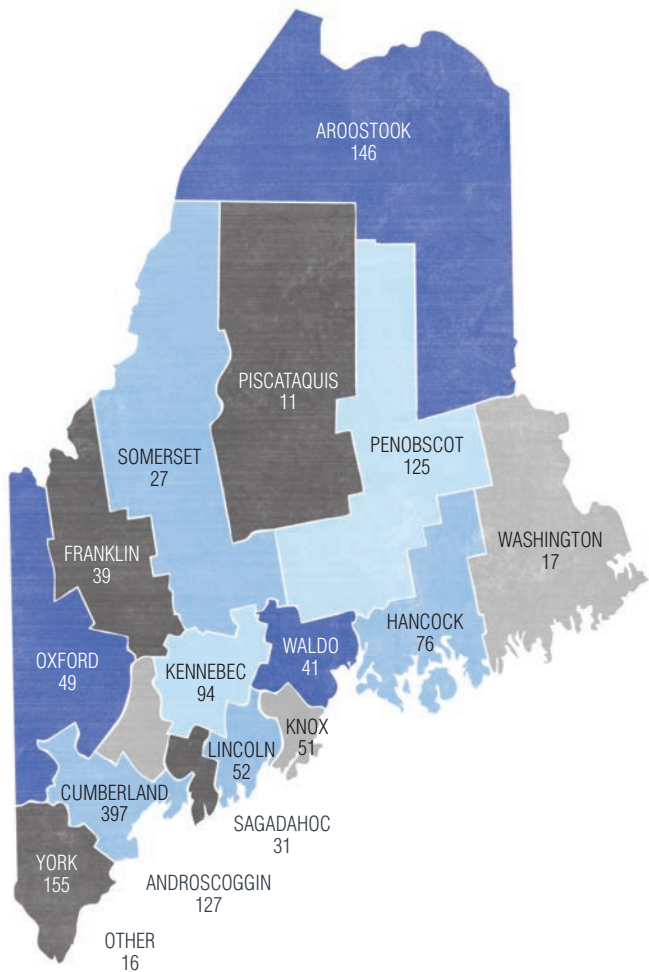 AROOSTOOK
146
PISCATAQUIS
11
PENOBSCOT
125
SOMERSET
27
WASHINGTON
17
FRANKLIN
39
HANCOCK
76
WALDO
41
OXFORD
49
KENNEBEC
94
KNOX
51
LINCOLN
52
CUMBERLAND
397
SAGADAHOC
31
YORK
155
ANDROSCOGGIN
127
OTHER
16